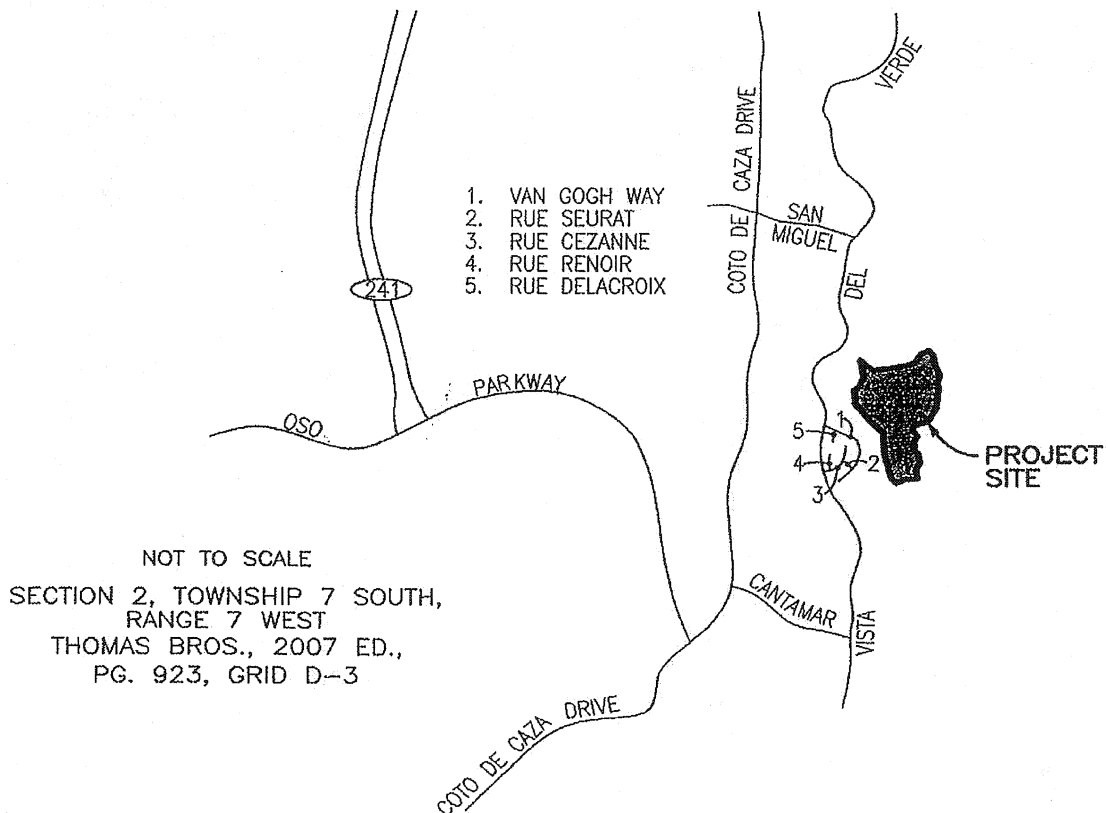 VERDE
COTO DE CAZA DRIVE
1. VAN GOGH WAY
2. RUE SEURAT
3. RUE CEZANNE
4. RUE RENOIR
5. RUE DELACROIX
SAN
MIGUEL
DEL
241
PARKWAY
OSO
1
5
4
2
3
PROJECT
SITE
NOT TO SCALE
SECTION 2, TOWNSHIP 7 SOUTH,
RANGE 7 WEST
THOMAS BROS., 2007 ED.,
PG. 923, GRID D-3
CANTAMAR
VISTA
COTO DE CAZA DRIVE